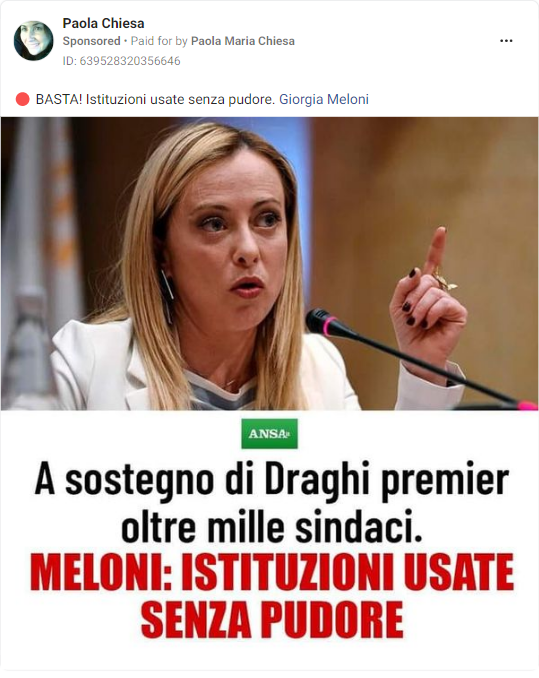 Paola Chiesa
Sponsored • Paid for by Paola Maria Chiesa
ID: 639528320356646
BASTA! Istituzioni usate senza pudore. Giorgia Meloni
ANSA.it
A sostegno di Draghi premier
oltre mille sindaci.
MELONI: ISTITUZIONI USATE
SENZA PUDORE